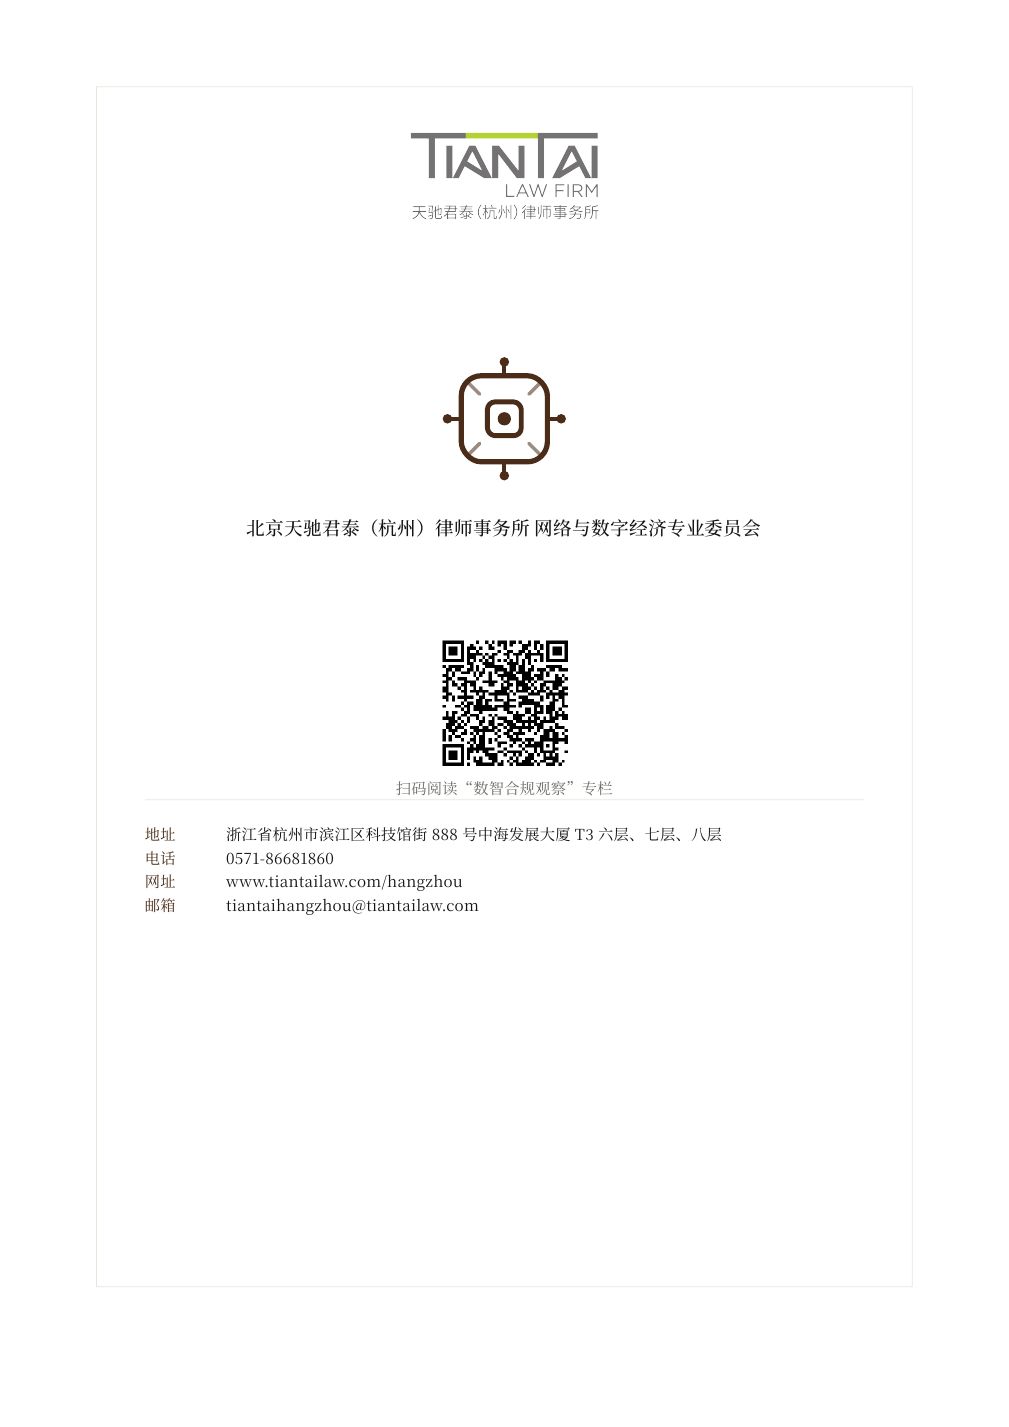 TIANTAI
LAW FIRM
天驰君泰(杭州)律师事务所
北京天驰君泰（杭州）律师事务所 网络与数字经济专业委员会
扫码阅读“数智合规观察”专栏
地址 浙江省杭州市滨江区科技馆街 888 号中海发展大厦 T3 六层、七层、八层
电话 0571-86681860
网址 www.tiantailaw.com/hangzhou
邮箱 tiantaihangzhou@tiantailaw.com